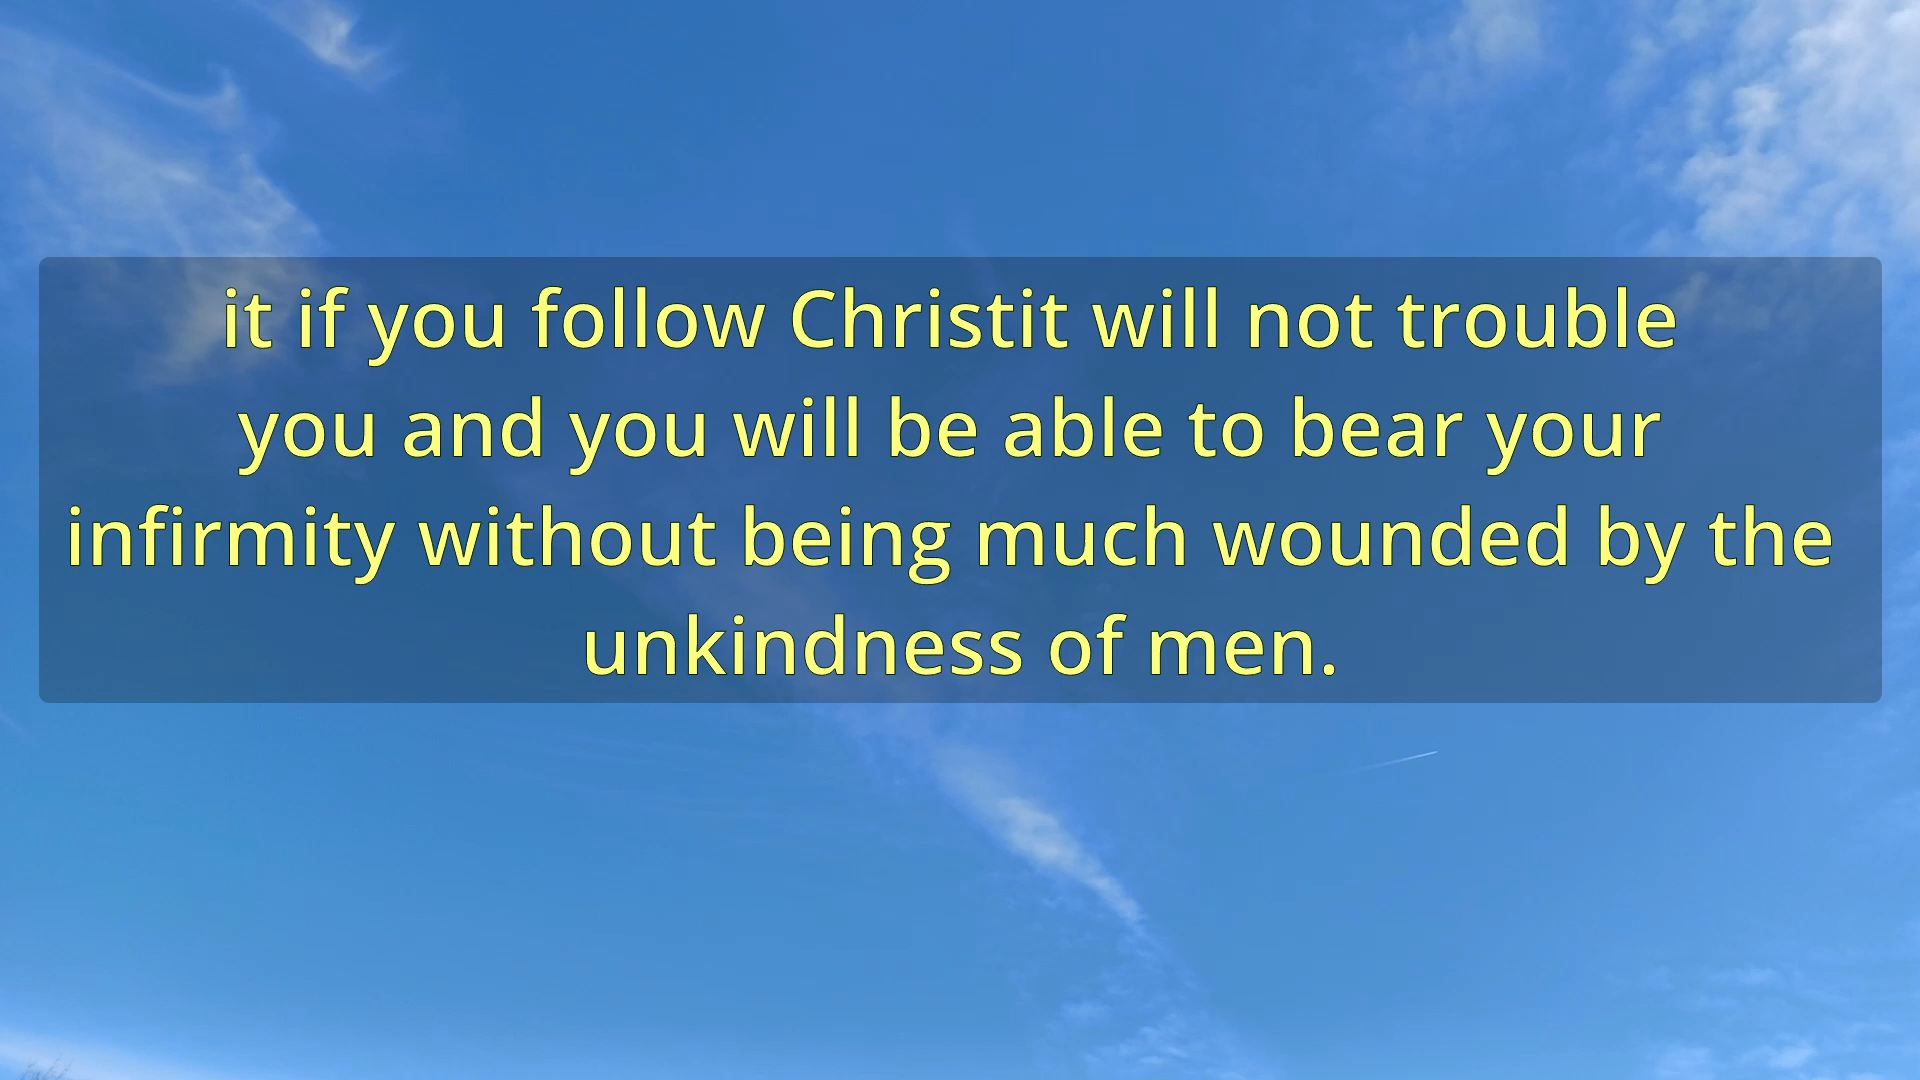 it if you follow Christit will not trouble
you and you will be able to bear your
infirmity without being much wounded by the
unkindness of men.